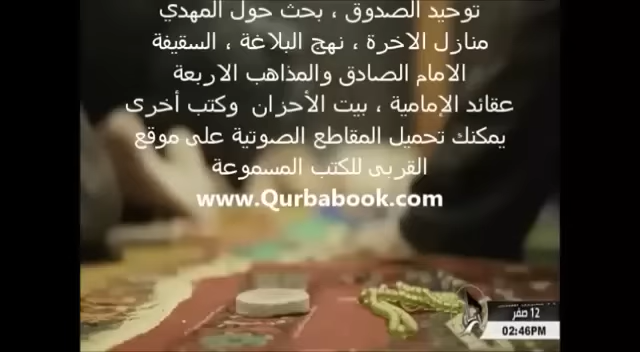 توحيد الصدوق ، بحث حول المهدي
منازل الاخرة ، نهج البلاغة ، السقيفة
الامام الصادق والمذاهب الاربعة
عقائد الإمامية ، بيت الأحزان وكتب أخرى
يمكنك تحميل المقاطع الصوتية على موقع
القربى للكتب المسموعة
www.Qurbabook.com
12 صفر
02:46PM